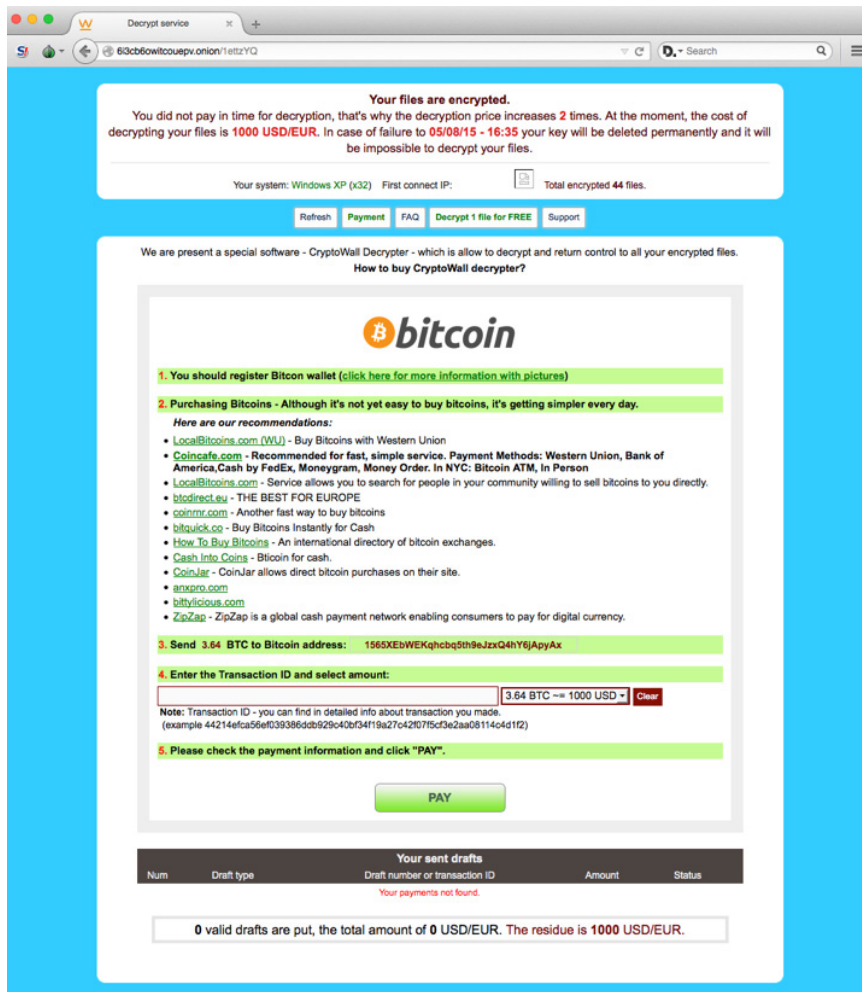 Decrypt service
6i3cb6owitcouepv.onion/1ettzYQ
Search
Your files are encrypted.
You did not pay in time for decryption, that's why the decryption price increases 2 times. At the moment, the cost of
decrypting your files is 1000 USD/EUR. In case of failure to 05/08/15 - 16:35 your key will be deleted permanently and it will
be impossible to decrypt your files.
Your system: Windows XP (x32) First connect IP: Total encrypted 44 files.
Refresh Payment FAQ Decrypt 1 file for FREE Support
We are present a special software - CryptoWall Decrypter - which is allow to decrypt and return control to all your encrypted files.
How to buy CryptoWall decrypter?
bitcoin
1. You should register Bitcon wallet (click here for more information with pictures)
2. Purchasing Bitcoins - Although it's not yet easy to buy bitcoins, it's getting simpler every day.
Here are our recommendations:
• LocalBitcoins.com (WU) - Buy Bitcoins with Western Union
• Coincafe.com - Recommended for fast, simple service. Payment Methods: Western Union, Bank of
America,Cash by FedEx, Moneygram, Money Order. In NYC: Bitcoin ATM, In Person
• LocalBitcoins.com - Service allows you to search for people in your community willing to sell bitcoins to you directly.
• btcdirect.eu - THE BEST FOR EUROPE
• coinrnr.com - Another fast way to buy bitcoins
• bitquick.co - Buy Bitcoins Instantly for Cash
• How To Buy Bitcoins - An international directory of bitcoin exchanges.
• Cash Into Coins - Bticoin for cash.
• CoinJar - CoinJar allows direct bitcoin purchases on their site.
• anxpro.com
• bittylicious.com
• ZipZap - ZipZap is a global cash payment network enabling consumers to pay for digital currency.
3. Send 3.64 BTC to Bitcoin address: 1565XEbWEKqhcbq5th9eJzxQ4hY6jApyAx
4. Enter the Transaction ID and select amount:
3.64 BTC ~= 1000 USD Clear
Note: Transaction ID - you can find in detailed info about transaction you made.
(example 44214efca56ef039386ddb929c40bf34f19a27c42f07f5cf3e2aa08114c4d1f2)
5. Please check the payment information and click "PAY".
PAY
Your sent drafts
Num Draft type Draft number or transaction ID Amount Status
Your payments not found.
0 valid drafts are put, the total amount of 0 USD/EUR. The residue is 1000 USD/EUR.